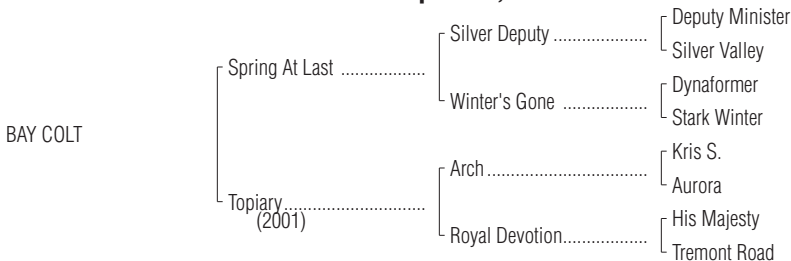 Deputy Minister
Silver Deputy ....................
Silver Valley
Spring At Last ..................
Dynaformer
Winter's Gone ..................
Stark Winter
BAY COLT
Kris S.
Arch..................................
Aurora
Topiary..............................
(2001)
His Majesty
Royal Devotion..................
Tremont Road